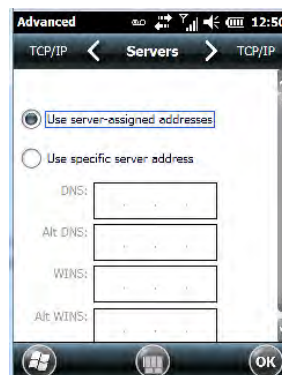 Advanced 12:50
TCP/IP Servers TCP/IP
Use server-assigned addresses
Use specific server address
DNS:
Alt DNS:
WINS:
Alt WINS:
OK